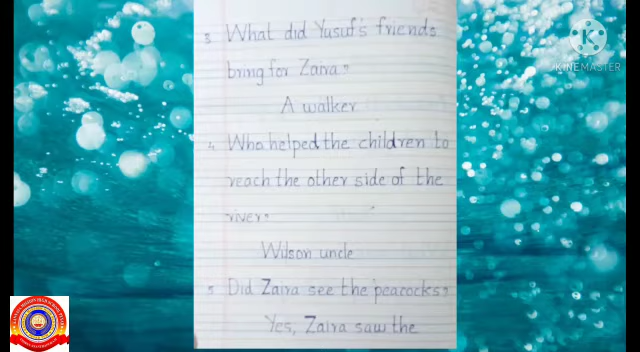 3 What did Yusuf's friends
bring for Zaira?
A walker
4 Who helped the children to
reach the other side of the
river?
Wilson uncle
5 Did Zaira see the peacocks?
Yes, Zaira saw the
KINEMASTER